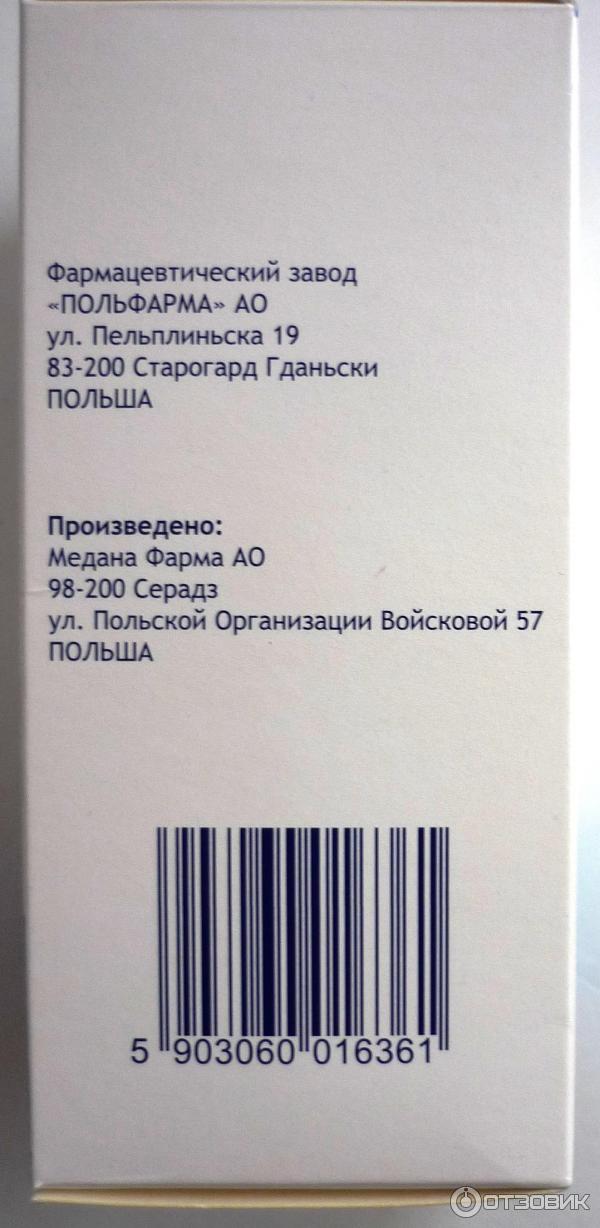 Фармацевтический завод
«ПОЛЬФАРМА» АО
ул. Пельплиньска 19
83-200 Старогард Гданьски
ПОЛЬША
Произведено:
Медана Фарма АО
98-200 Серадз
ул. Польской Организации Войсковой 57
ПОЛЬША
5 903060 016361
ОТЗОВИК